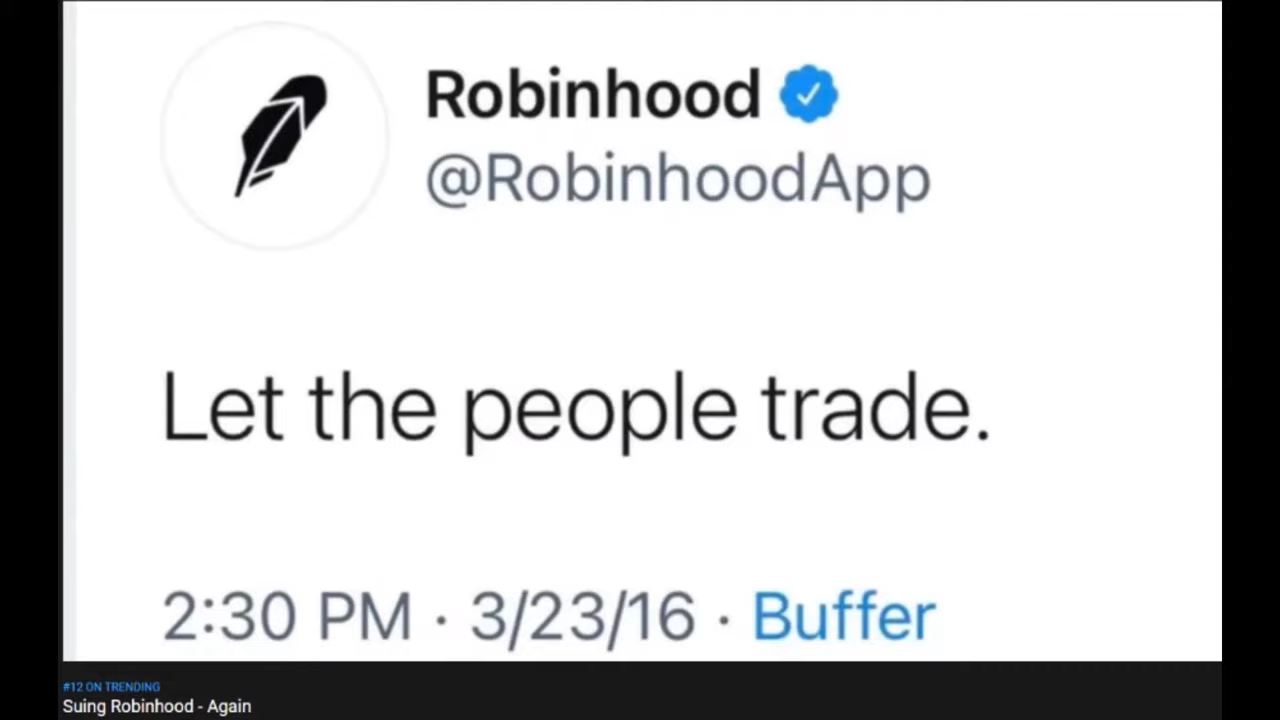 Robinhood
@RobinhoodApp
Let the people trade.
2:30 PM · 3/23/16 · Buffer
#12 ON TRENDING
Suing Robinhood - Again